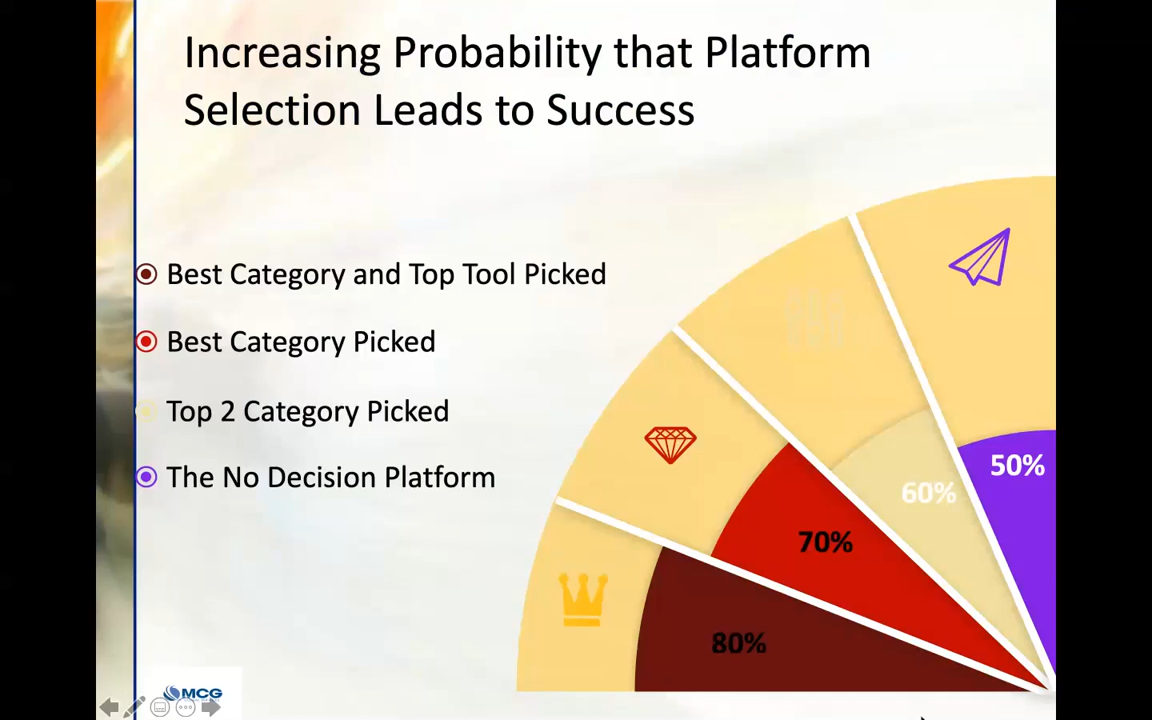 Increasing Probability that Platform
Selection Leads to Success
Best Category and Top Tool Picked
Best Category Picked
Top 2 Category Picked
The No Decision Platform
50%
60%
70%
80%
MCG